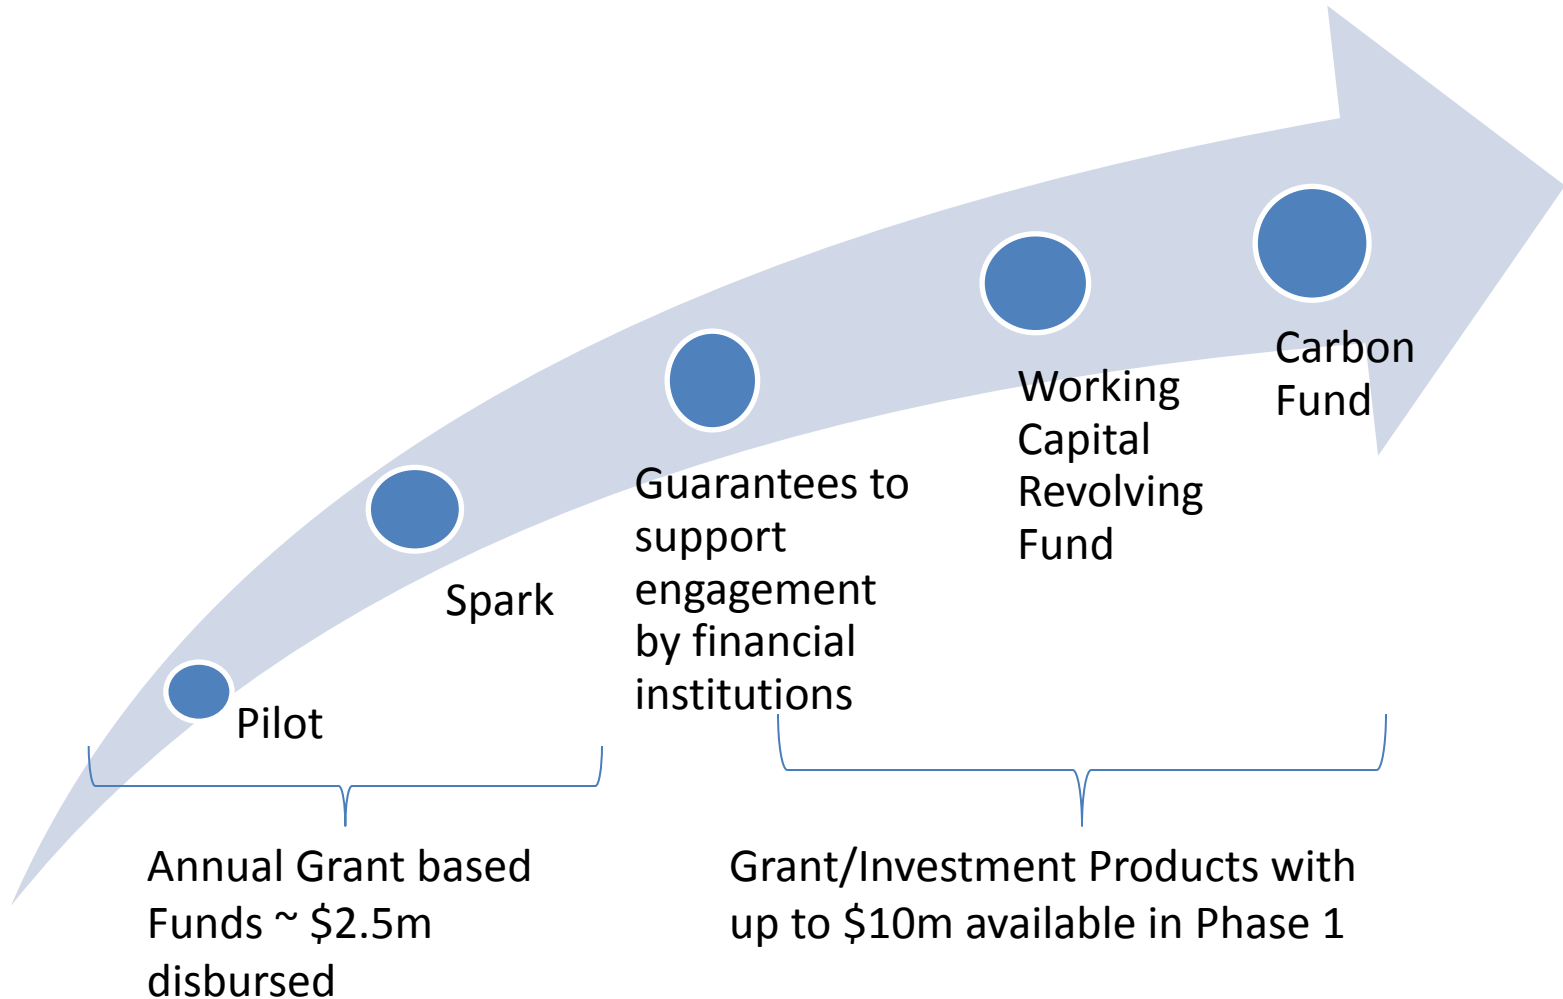 Pilot
Spark
Guarantees to
support
engagement
by financial
institutions
Working
Capital
Revolving
Fund
Carbon
Fund
Annual Grant based
Funds ~ $2.5m
disbursed
Grant/Investment Products with
up to $10m available in Phase 1